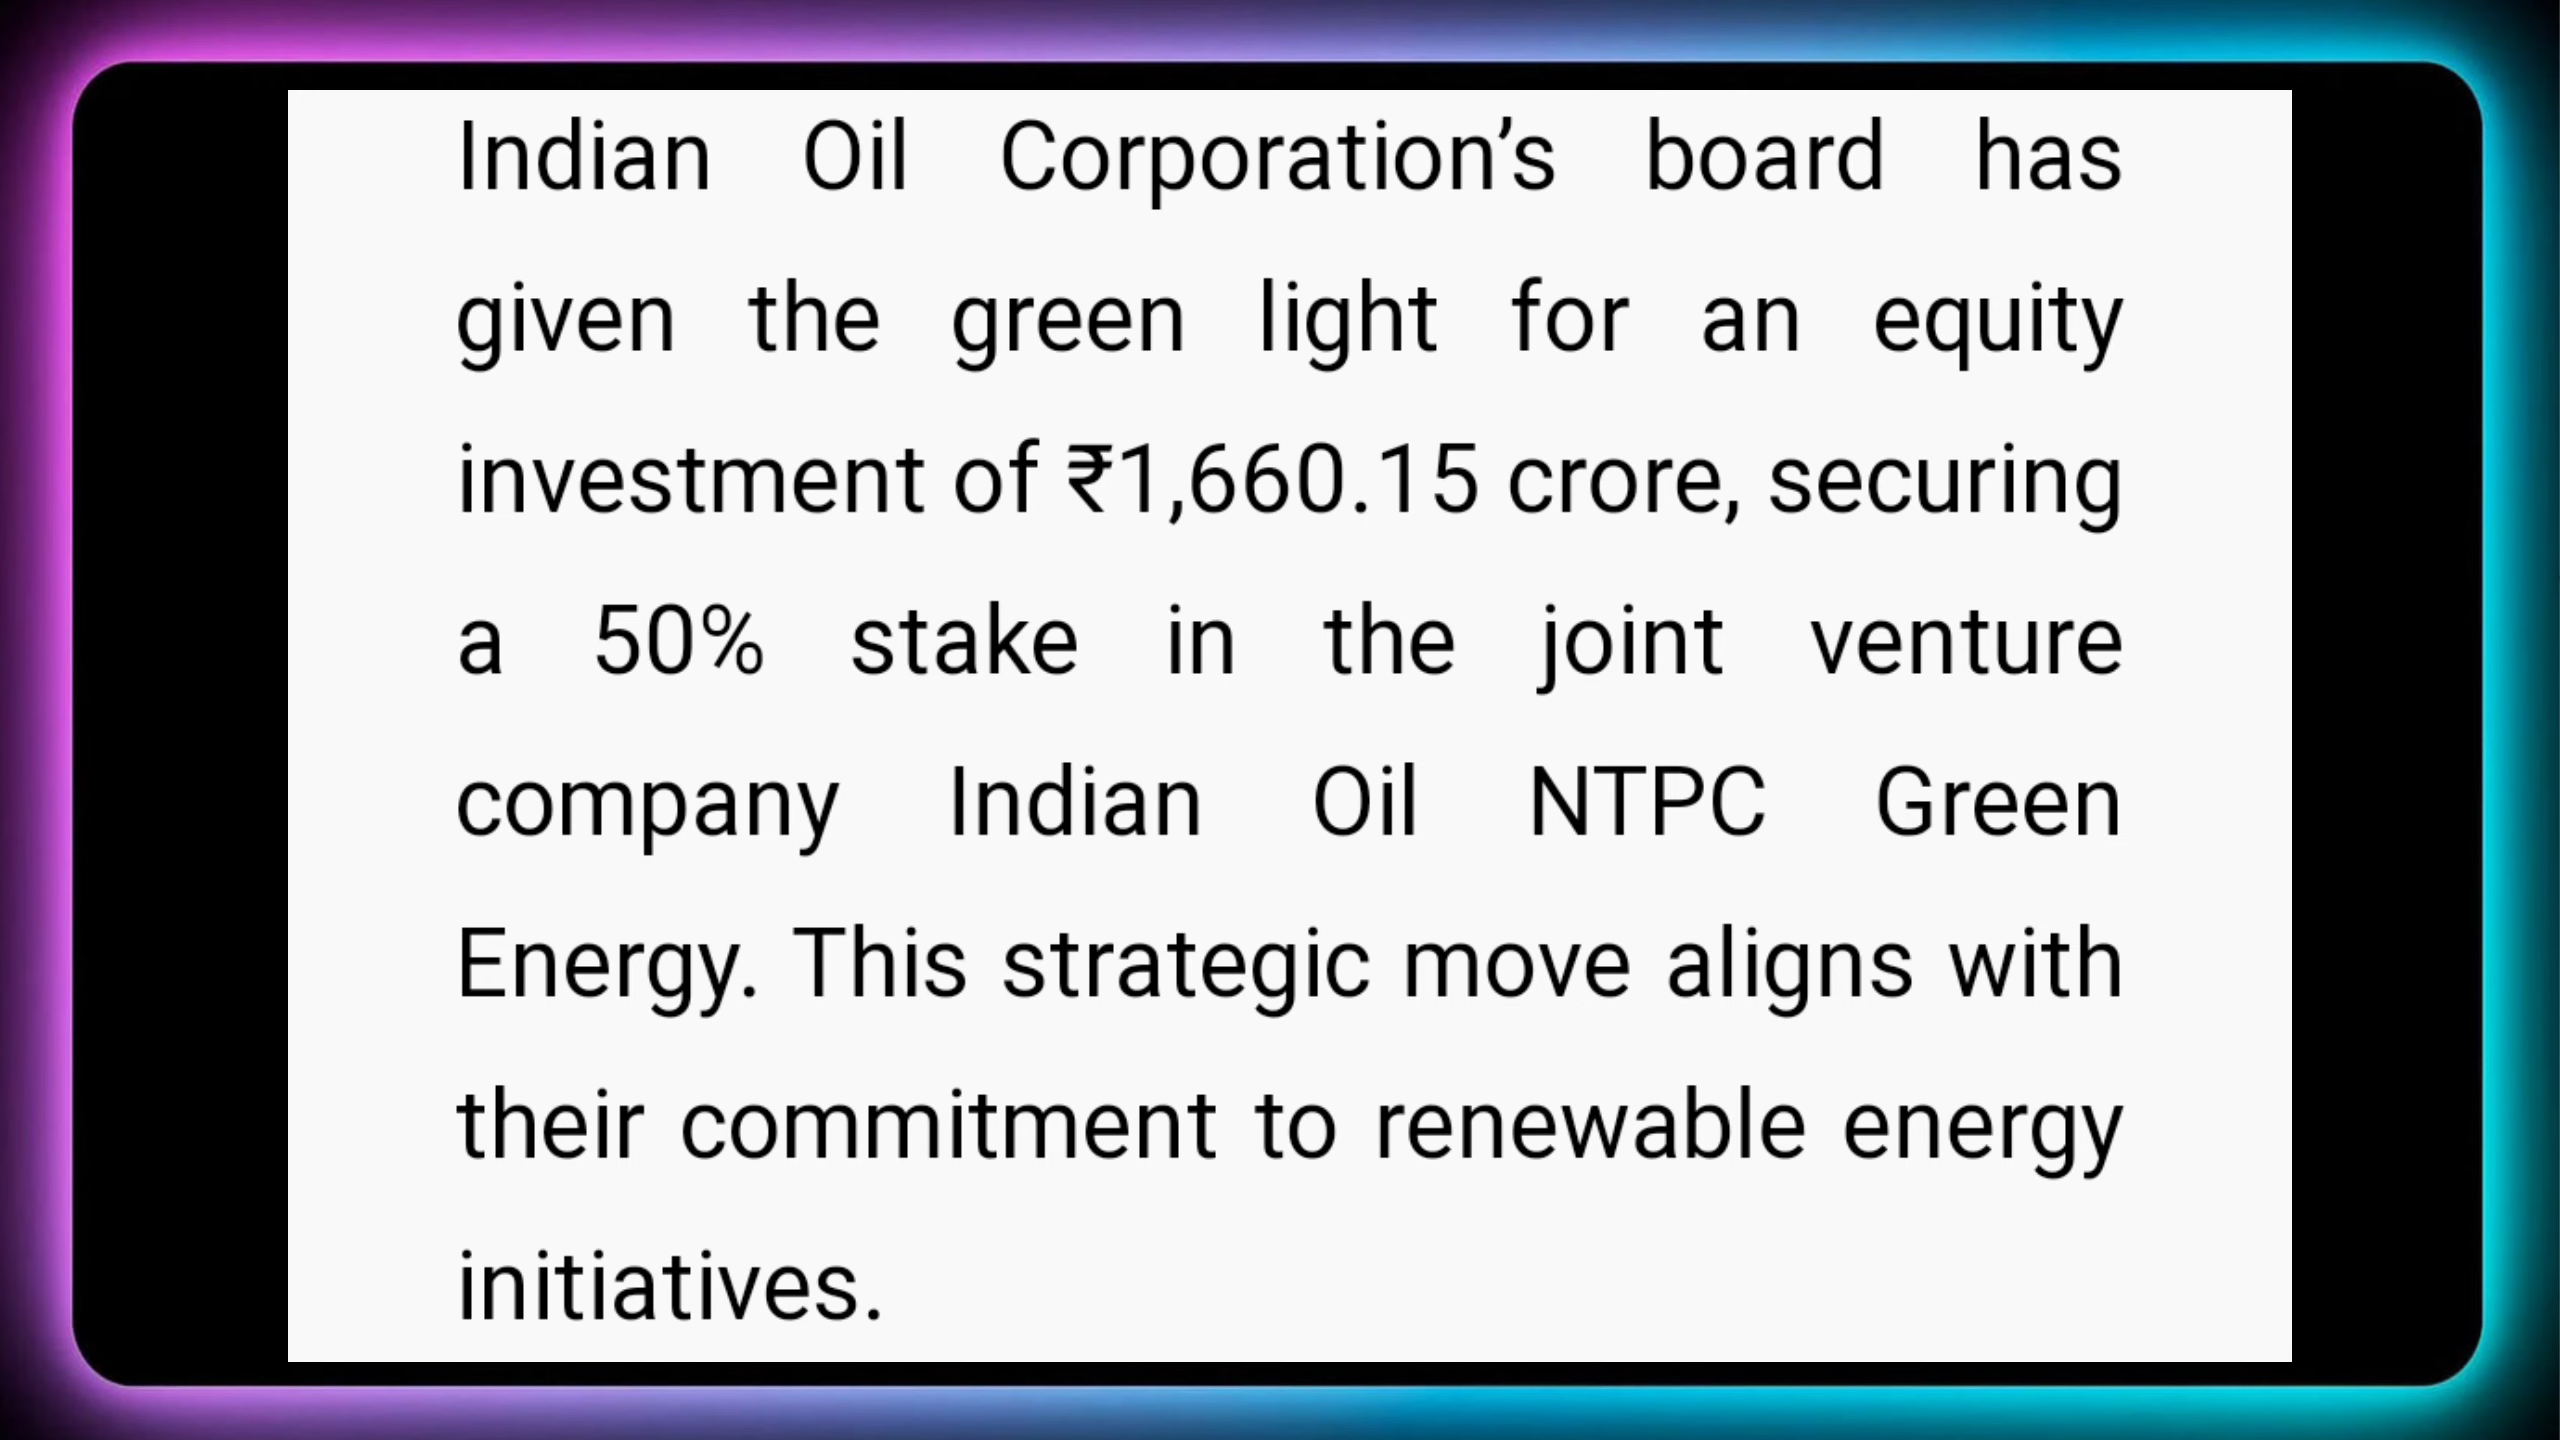 Indian Oil Corporation’s board has
given the green light for an equity
investment of ₹1,660.15 crore, securing
a 50% stake in the joint venture
company Indian Oil NTPC Green
Energy. This strategic move aligns with
their commitment to renewable energy
initiatives.